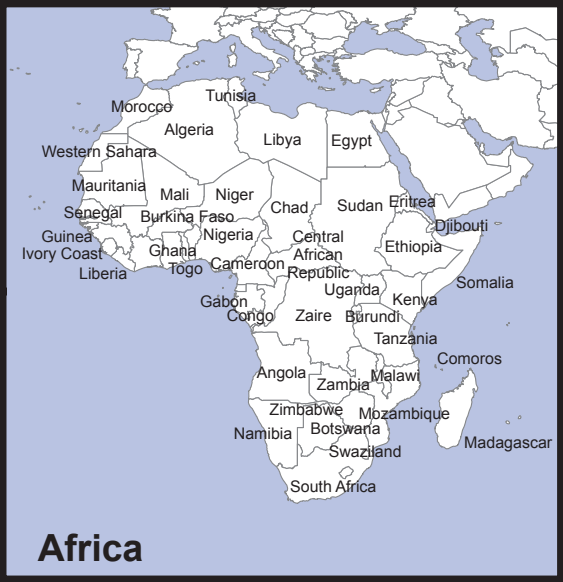 Tunisia
Morocco
Algeria
Libya
Egypt
Western Sahara
Mauritania
Mali
Niger
Chad
Sudan
Eritrea
Senegal
Burkina Faso
Djibouti
Guinea
Nigeria
Central
African
Republic
Ethiopia
Ivory Coast
Ghana
Liberia
Togo
Cameroon
Somalia
Uganda
Gabon
Kenya
Congo
Zaire
Burundi
Tanzania
Comoros
Angola
Zambia
Malawi
Zimbabwe
Mozambique
Namibia
Botswana
Madagascar
Swaziland
South Africa
Africa